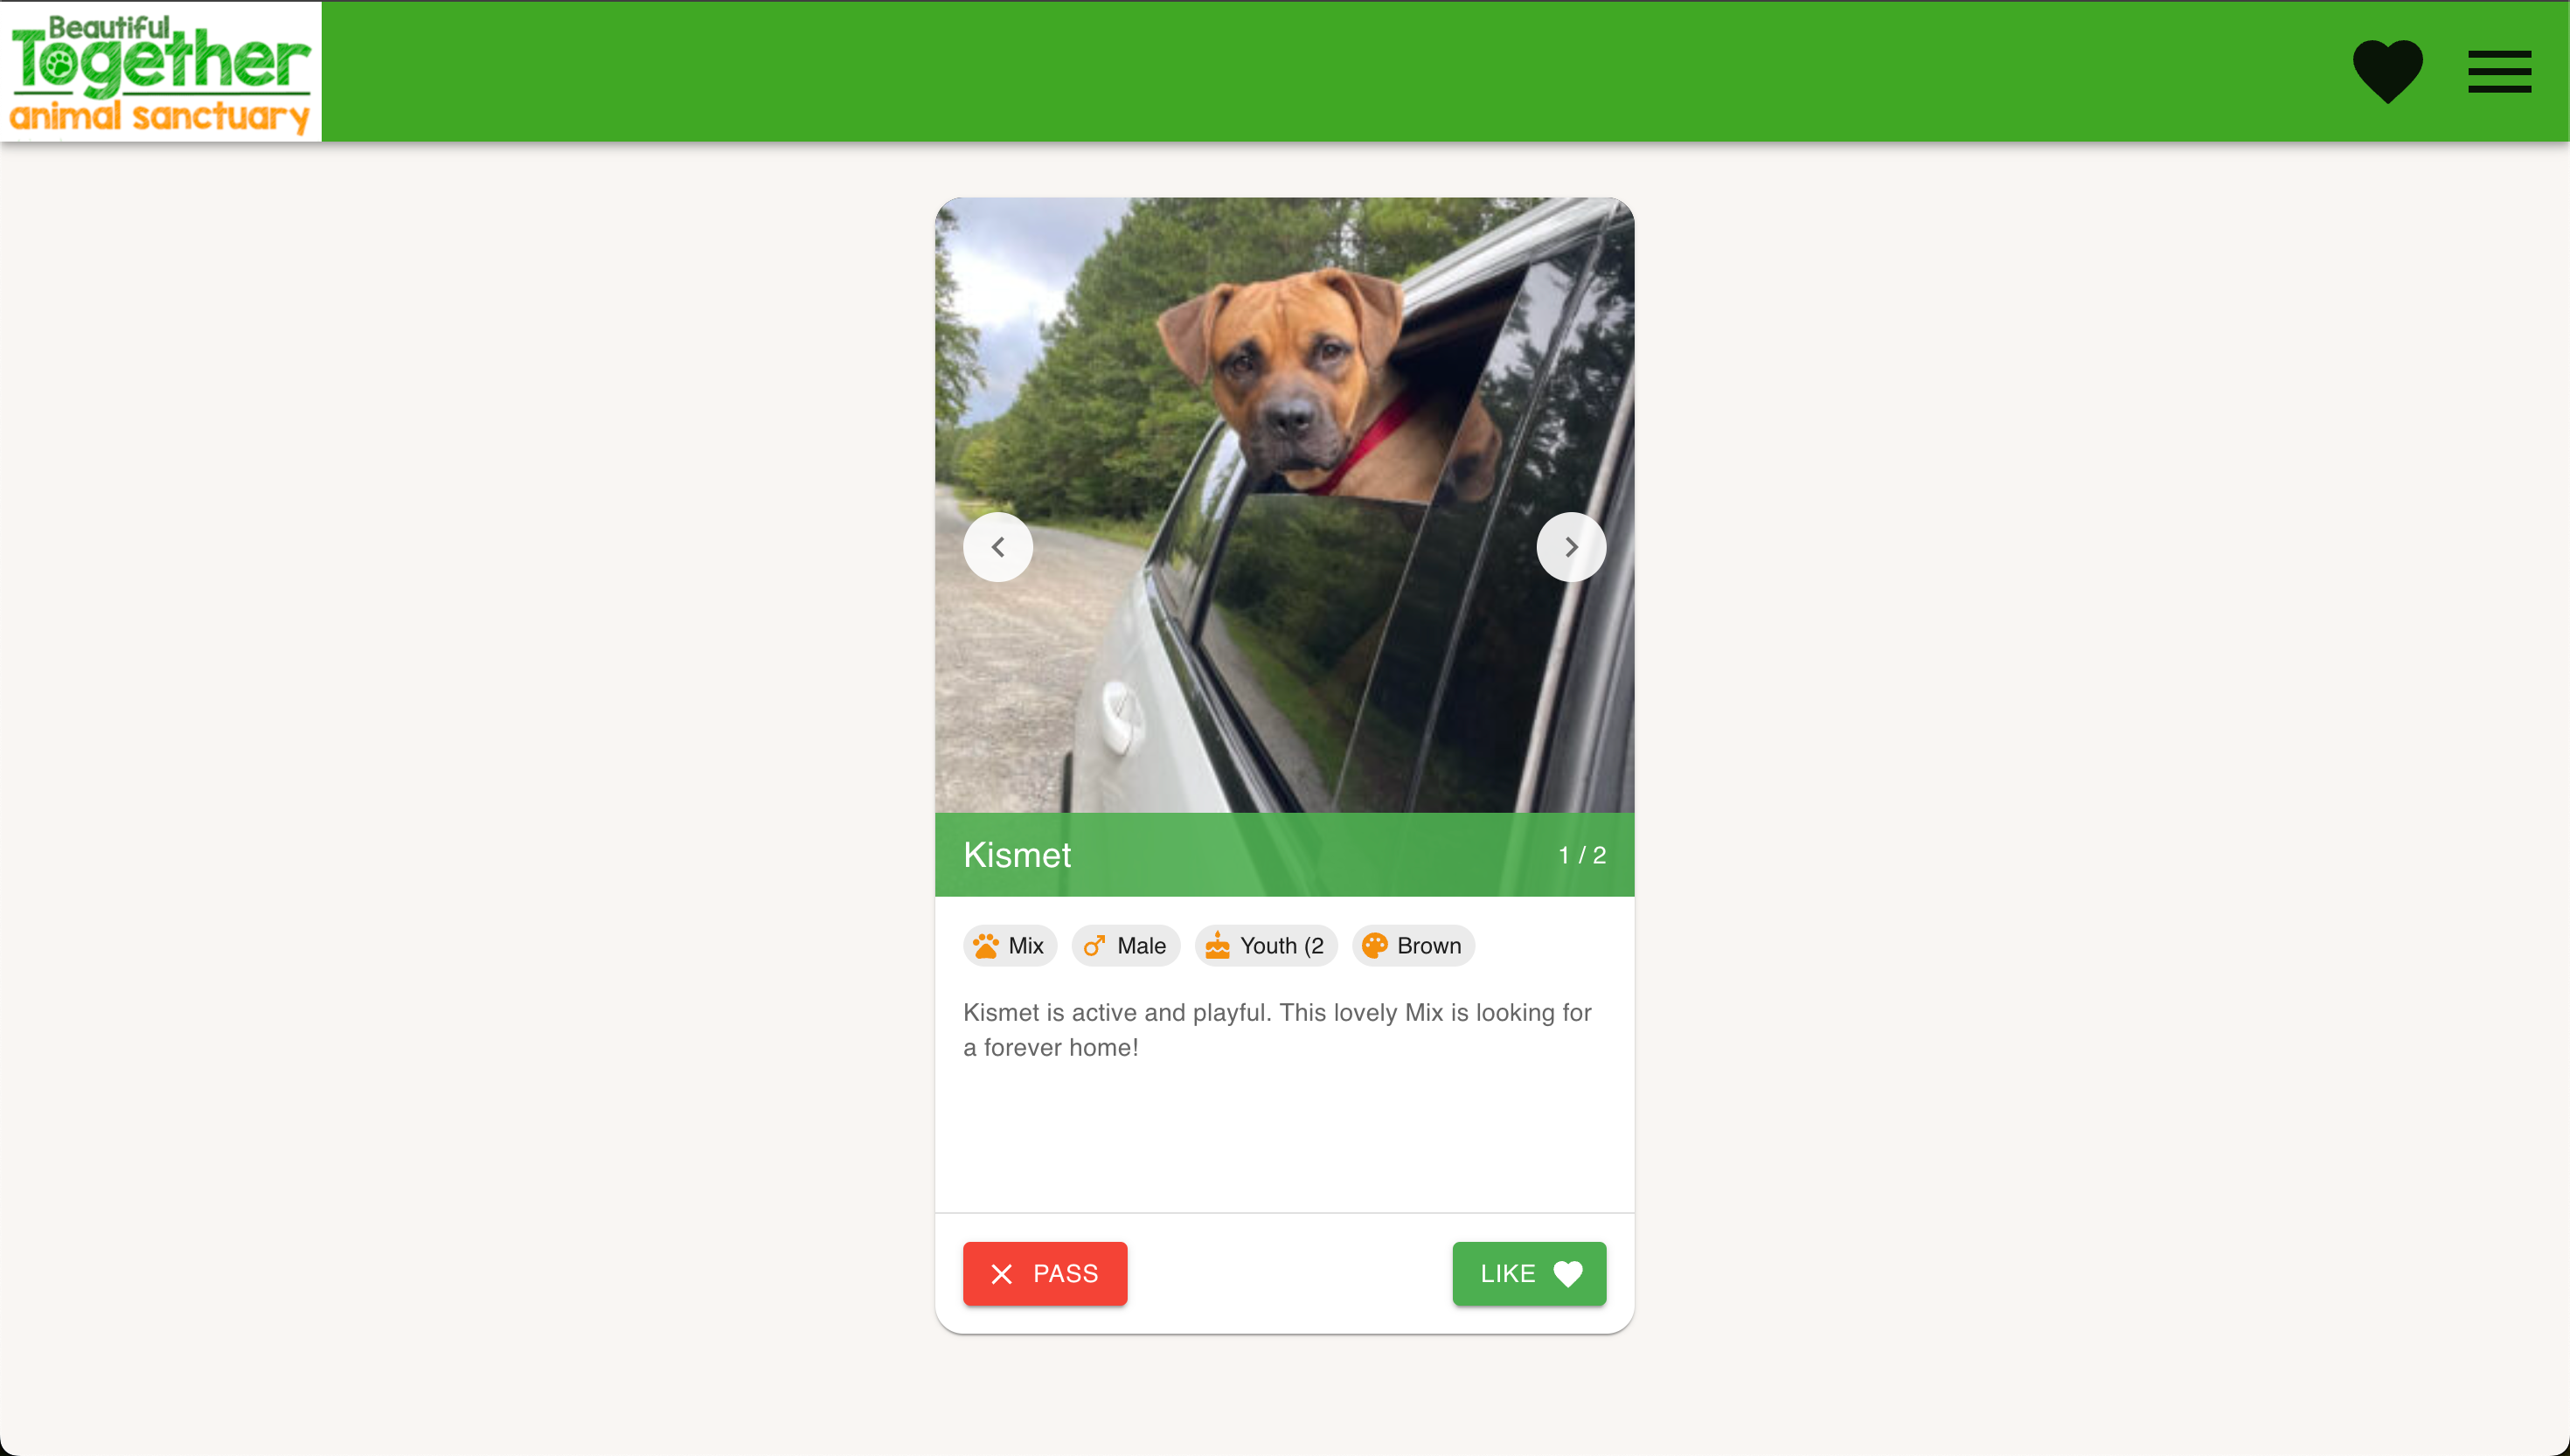 Beautiful
Together
animal sanctuary
Kismet
1 / 2
Mix
Male
Youth (2
Brown
Kismet is active and playful. This lovely Mix is looking for
a forever home!
PASS
LIKE